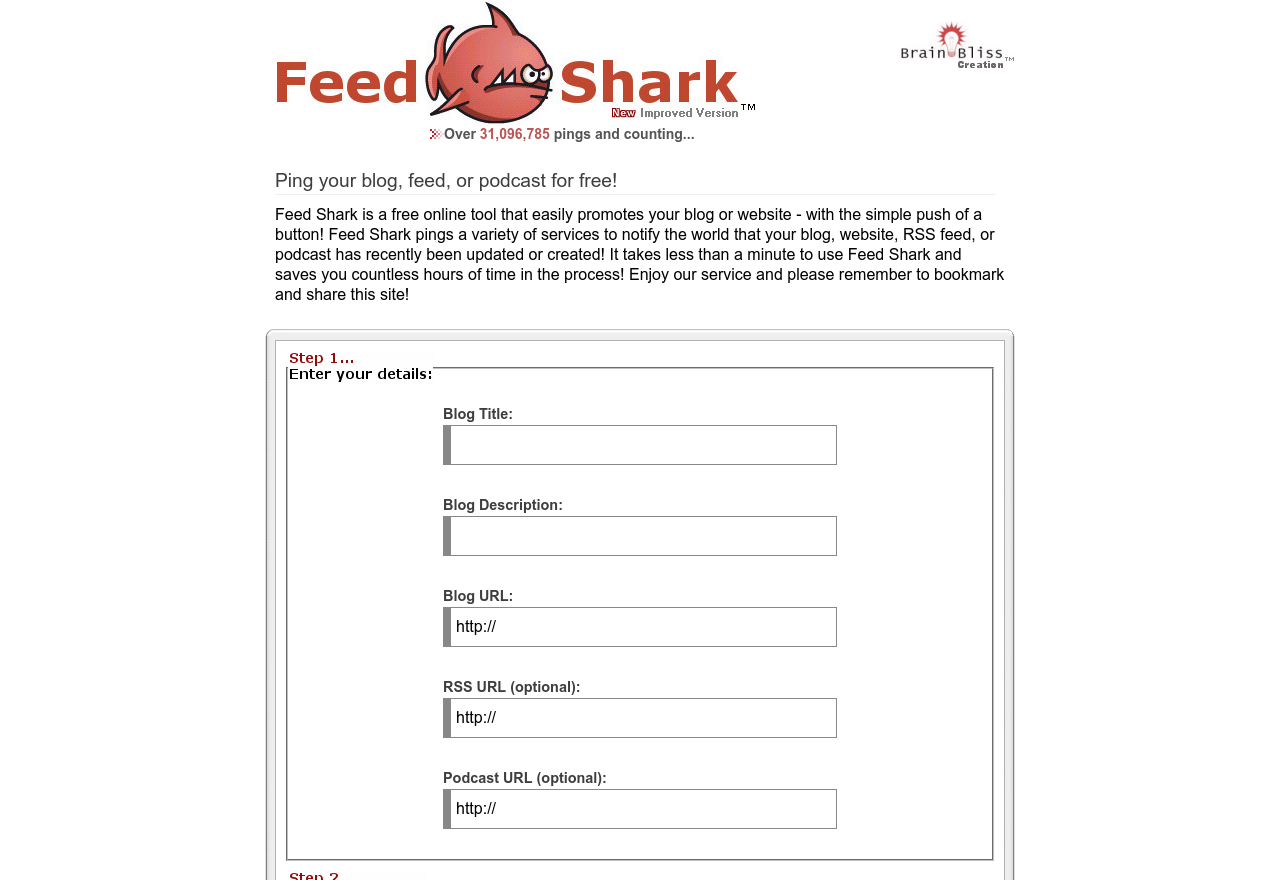 Feed Shark™
New Improved Version
Brain Bliss™
Creation
Over 31,096,785 pings and counting...
Ping your blog, feed, or podcast for free!
Feed Shark is a free online tool that easily promotes your blog or website - with the simple push of a
button! Feed Shark pings a variety of services to notify the world that your blog, website, RSS feed, or
podcast has recently been updated or created! It takes less than a minute to use Feed Shark and
saves you countless hours of time in the process! Enjoy our service and please remember to bookmark
and share this site!
Step 1...
Enter your details:
Blog Title:
Blog Description:
Blog URL:
http://
RSS URL (optional):
http://
Podcast URL (optional):
http://
Step 2